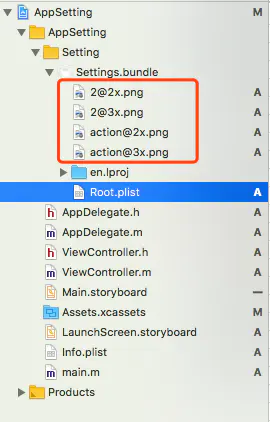 AppSetting M
AppSetting
Setting
Settings.bundle
2@2x.png A
2@3x.png A
action@2x.png A
action@3x.png A
en.lproj
Root.plist A
AppDelegate.h A
AppDelegate.m A
ViewController.h A
ViewController.m A
Main.storyboard —
Assets.xcassets M
LaunchScreen.storyboard A
Info.plist A
main.m A
Products